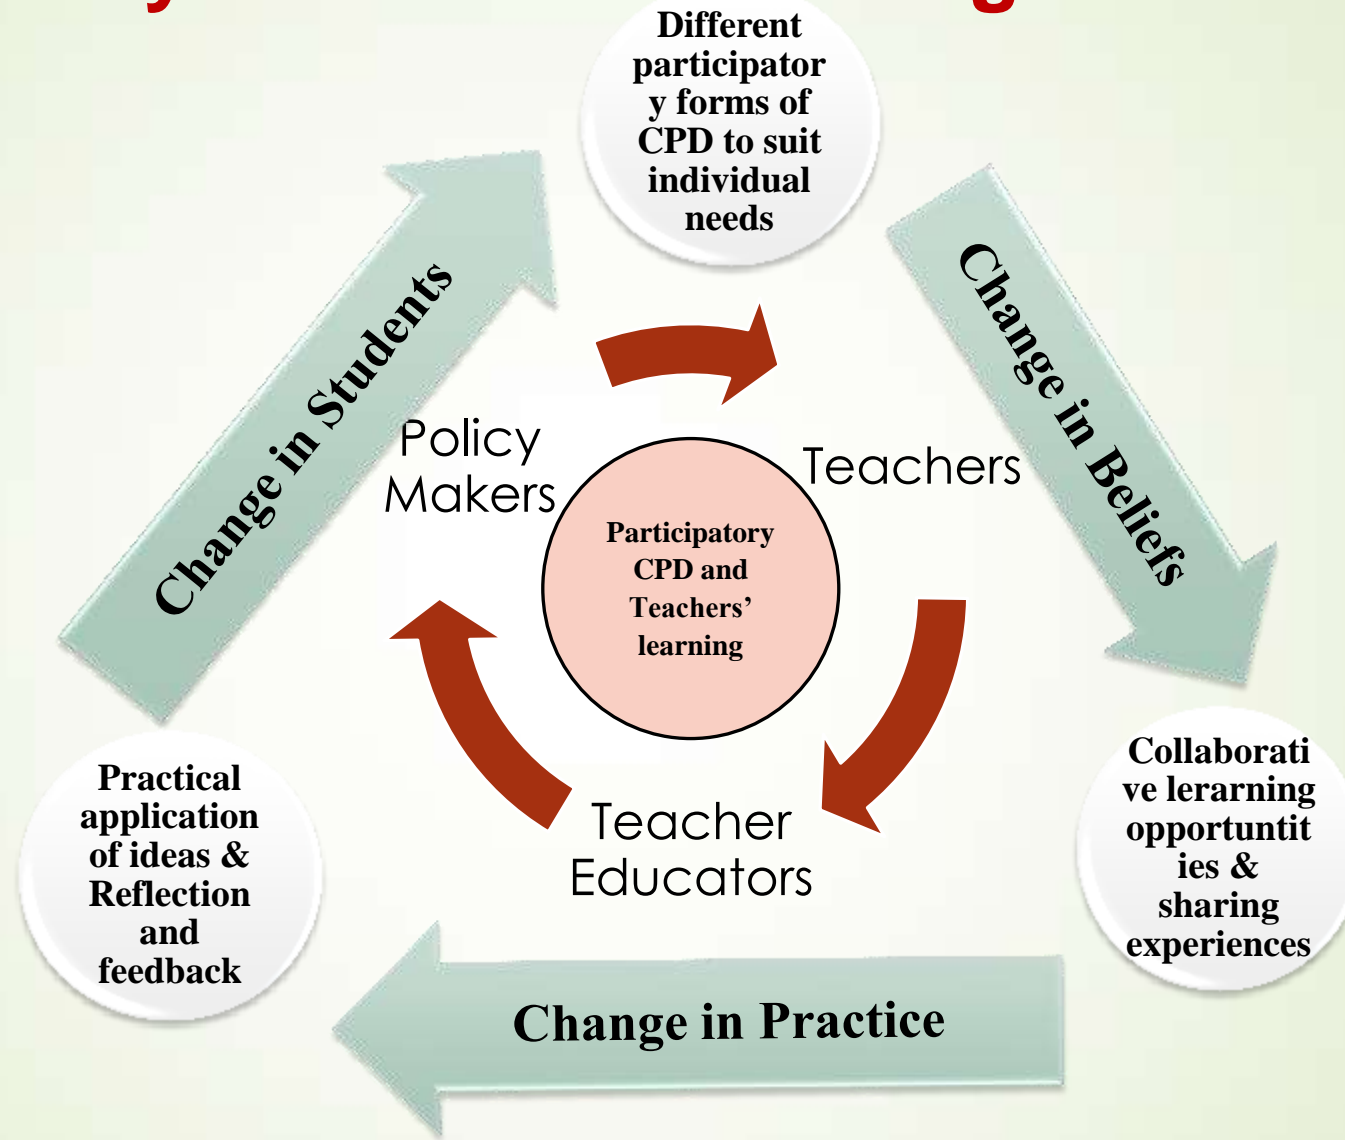 Different
participator
y forms of
CPD to suit
individual
needs
Change in Students
Change in Beliefs
Policy
Makers
Teachers
Participatory
CPD and
Teachers’
learning
Teacher
Educators
Practical
application
of ideas &
Reflection
and
feedback
Collaborati
ve lerarning
opportuntit
ies &
sharing
experiences
Change in Practice